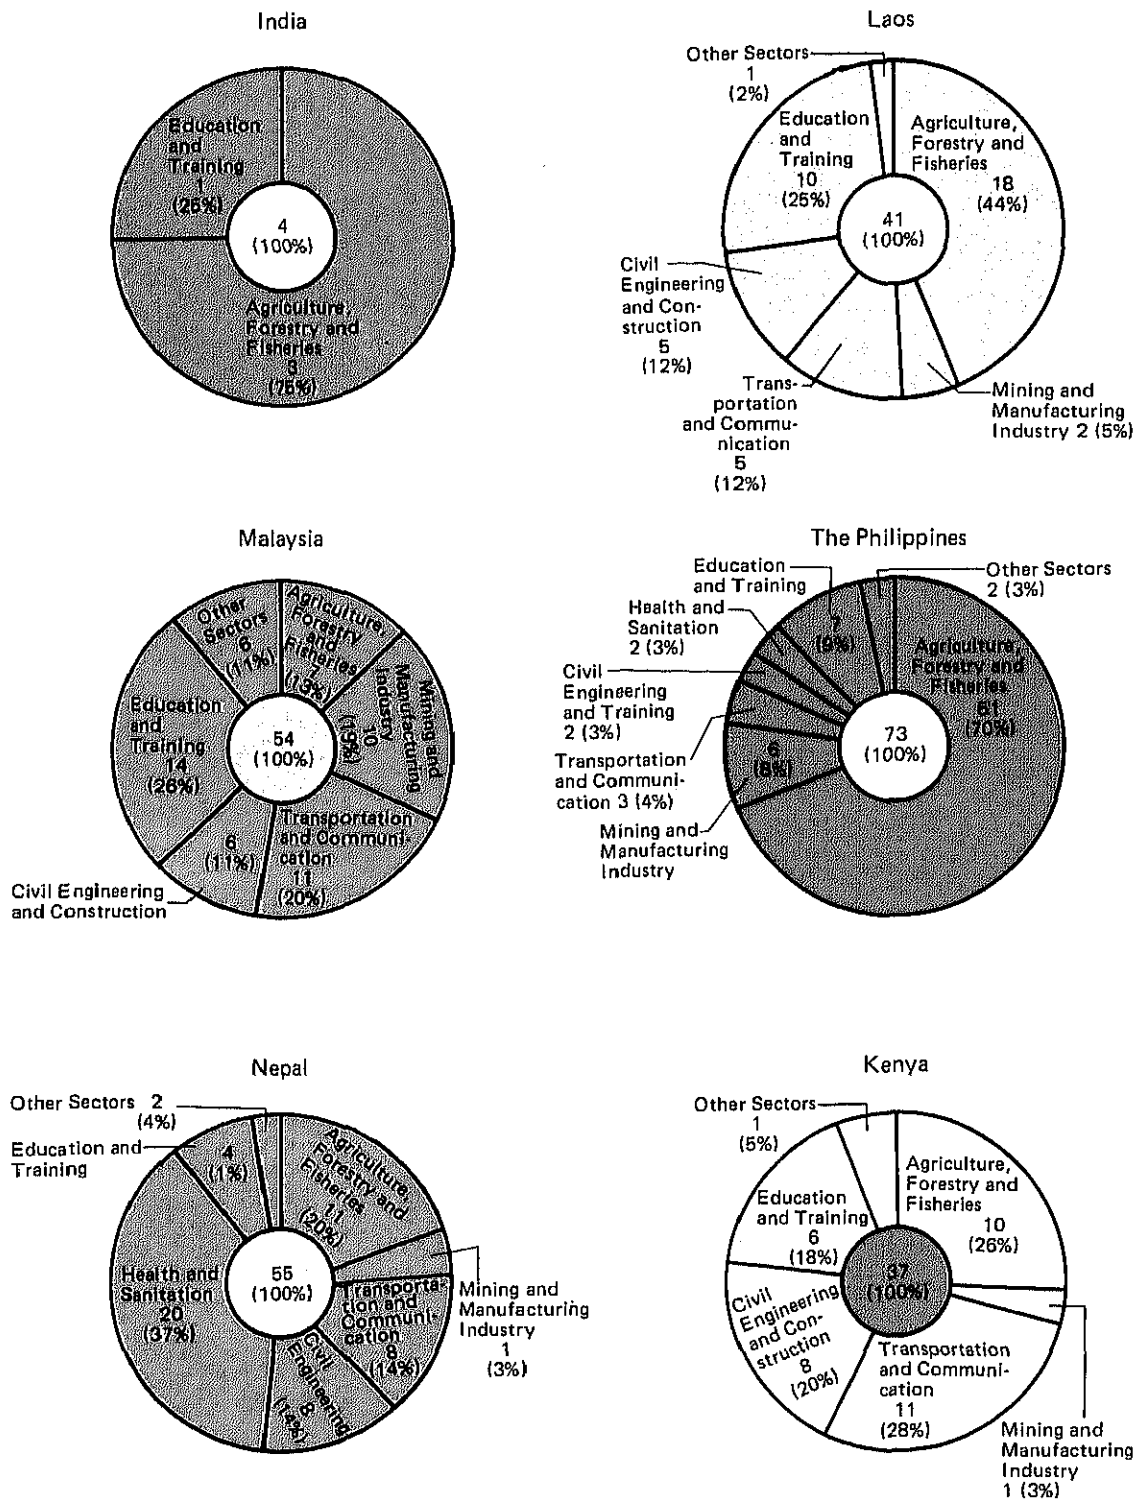 India
Education
and
Training
1
(25%)
4
(100%)
Agriculture,
Forestry and
Fisheries
3
(75%)
Laos
Other Sectors
1
(2%)
Education
and
Training
10
(25%)
Agriculture,
Forestry and
Fisheries
18
(44%)
41
(100%)
Civil
Engineering
and Con-
struction
5
(12%)
Trans-
portation
and Commu-
nication
5
(12%)
Mining and
Manufacturing
Industry 2 (5%)
Malaysia
Other
Sectors
6
(11%)
Agriculture,
Forestry
and
Fisheries
7
(13%)
Mining and
Manufacturing
Industry
10
(19%)
Education
and
Training
14
(26%)
54
(100%)
Transportation
and Communi-
cation
11
(20%)
6
(11%)
Civil Engineering
and Construction
The Philippines
Education
and Training
7
(9%)
Other Sectors
2 (3%)
Health and
Sanitation
2 (3%)
Agriculture,
Forestry and
Fisheries
51
(70%)
Civil
Engineering
and Training
2 (3%)
73
(100%)
Transportation
and Communi-
cation 3 (4%)
6
(8%)
Mining and
Manufacturing
Industry
Nepal
Other Sectors 2
(4%)
Education and
Training
4
(1%)
Agriculture,
Forestry and
Fisheries
11
(20%)
Health and
Sanitation
20
(37%)
55
(100%)
Transporta-
tion and
Communi-
cation
8
(14%)
Mining and
Manufacturing
Industry
1
(3%)
Civil
Engineering
8
(14%)
Kenya
Other Sectors
1
(5%)
Agriculture,
Forestry and
Fisheries
10
(26%)
Education
and Training
6
(18%)
37
(100%)
Civil
Engineering
and Con-
struction
8
(20%)
Transportation
and Communi-
cation
11
(28%)
Mining and
Manufacturing
Industry
1 (3%)